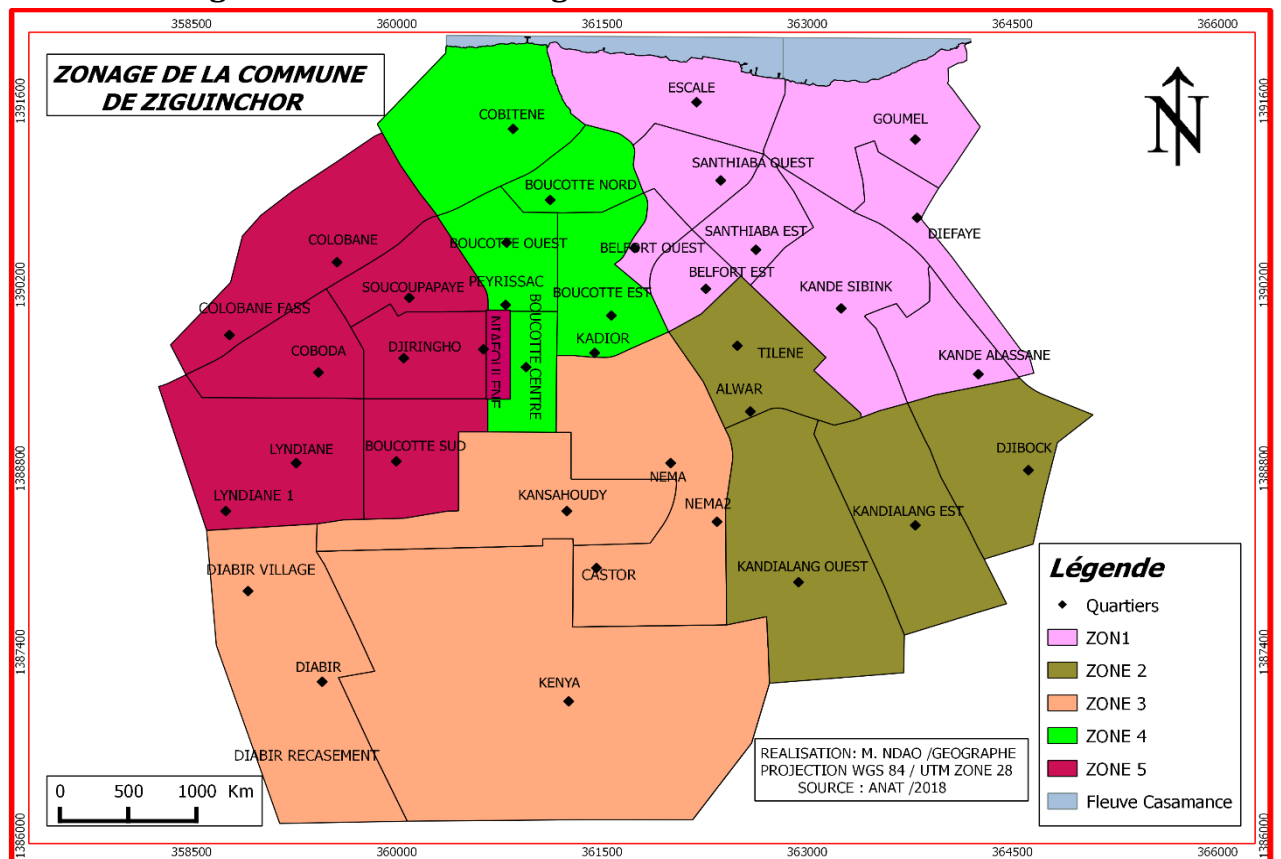 358500 360000 361500 363000 364500 366000
ZONAGE DE LA COMMUNE
DE ZIGUINCHOR
N
1391600
1391600
ESCALE
GOUMEL
COBITENE
SANTHIABA OUEST
BOUCOTTE NORD
COLOBANE
BOUCOTTE OUEST
BELFORT OUEST
SANTHIABA EST
DIEFAYE
1390200
1390200
SOUCOUPAPAYE
PEYRISSAC
BOUCOTTE EST
BELFORT EST
KANDE SIBINK
COLOBANE FASS
COBODA
DJIRINGHO
BOUCOTTE CENTRE
KADIOR
TILENE
KANDE ALASSANE
ALWAR
1388800
1388800
LYNDIANE
BOUCOTTE SUD
NEMA
DJIBOCK
LYNDIANE 1
KANSAHOUDY
NEMA2
KANDIALANG EST
DIABIR VILLAGE
CASTOR
KANDIALANG OUEST
1387400
1387400
DIABIR
KENYA
DIABIR RECASEMENT
REALISATION: M. NDAO /GEOGRAPHE
PROJECTION WGS 84 / UTM ZONE 28
SOURCE : ANAT /2018
Légende
Quartiers
ZON1
ZONE 2
ZONE 3
ZONE 4
ZONE 5
Fleuve Casamance
0 500 1000 Km
1386000
1386000
358500 360000 361500 363000 364500 366000